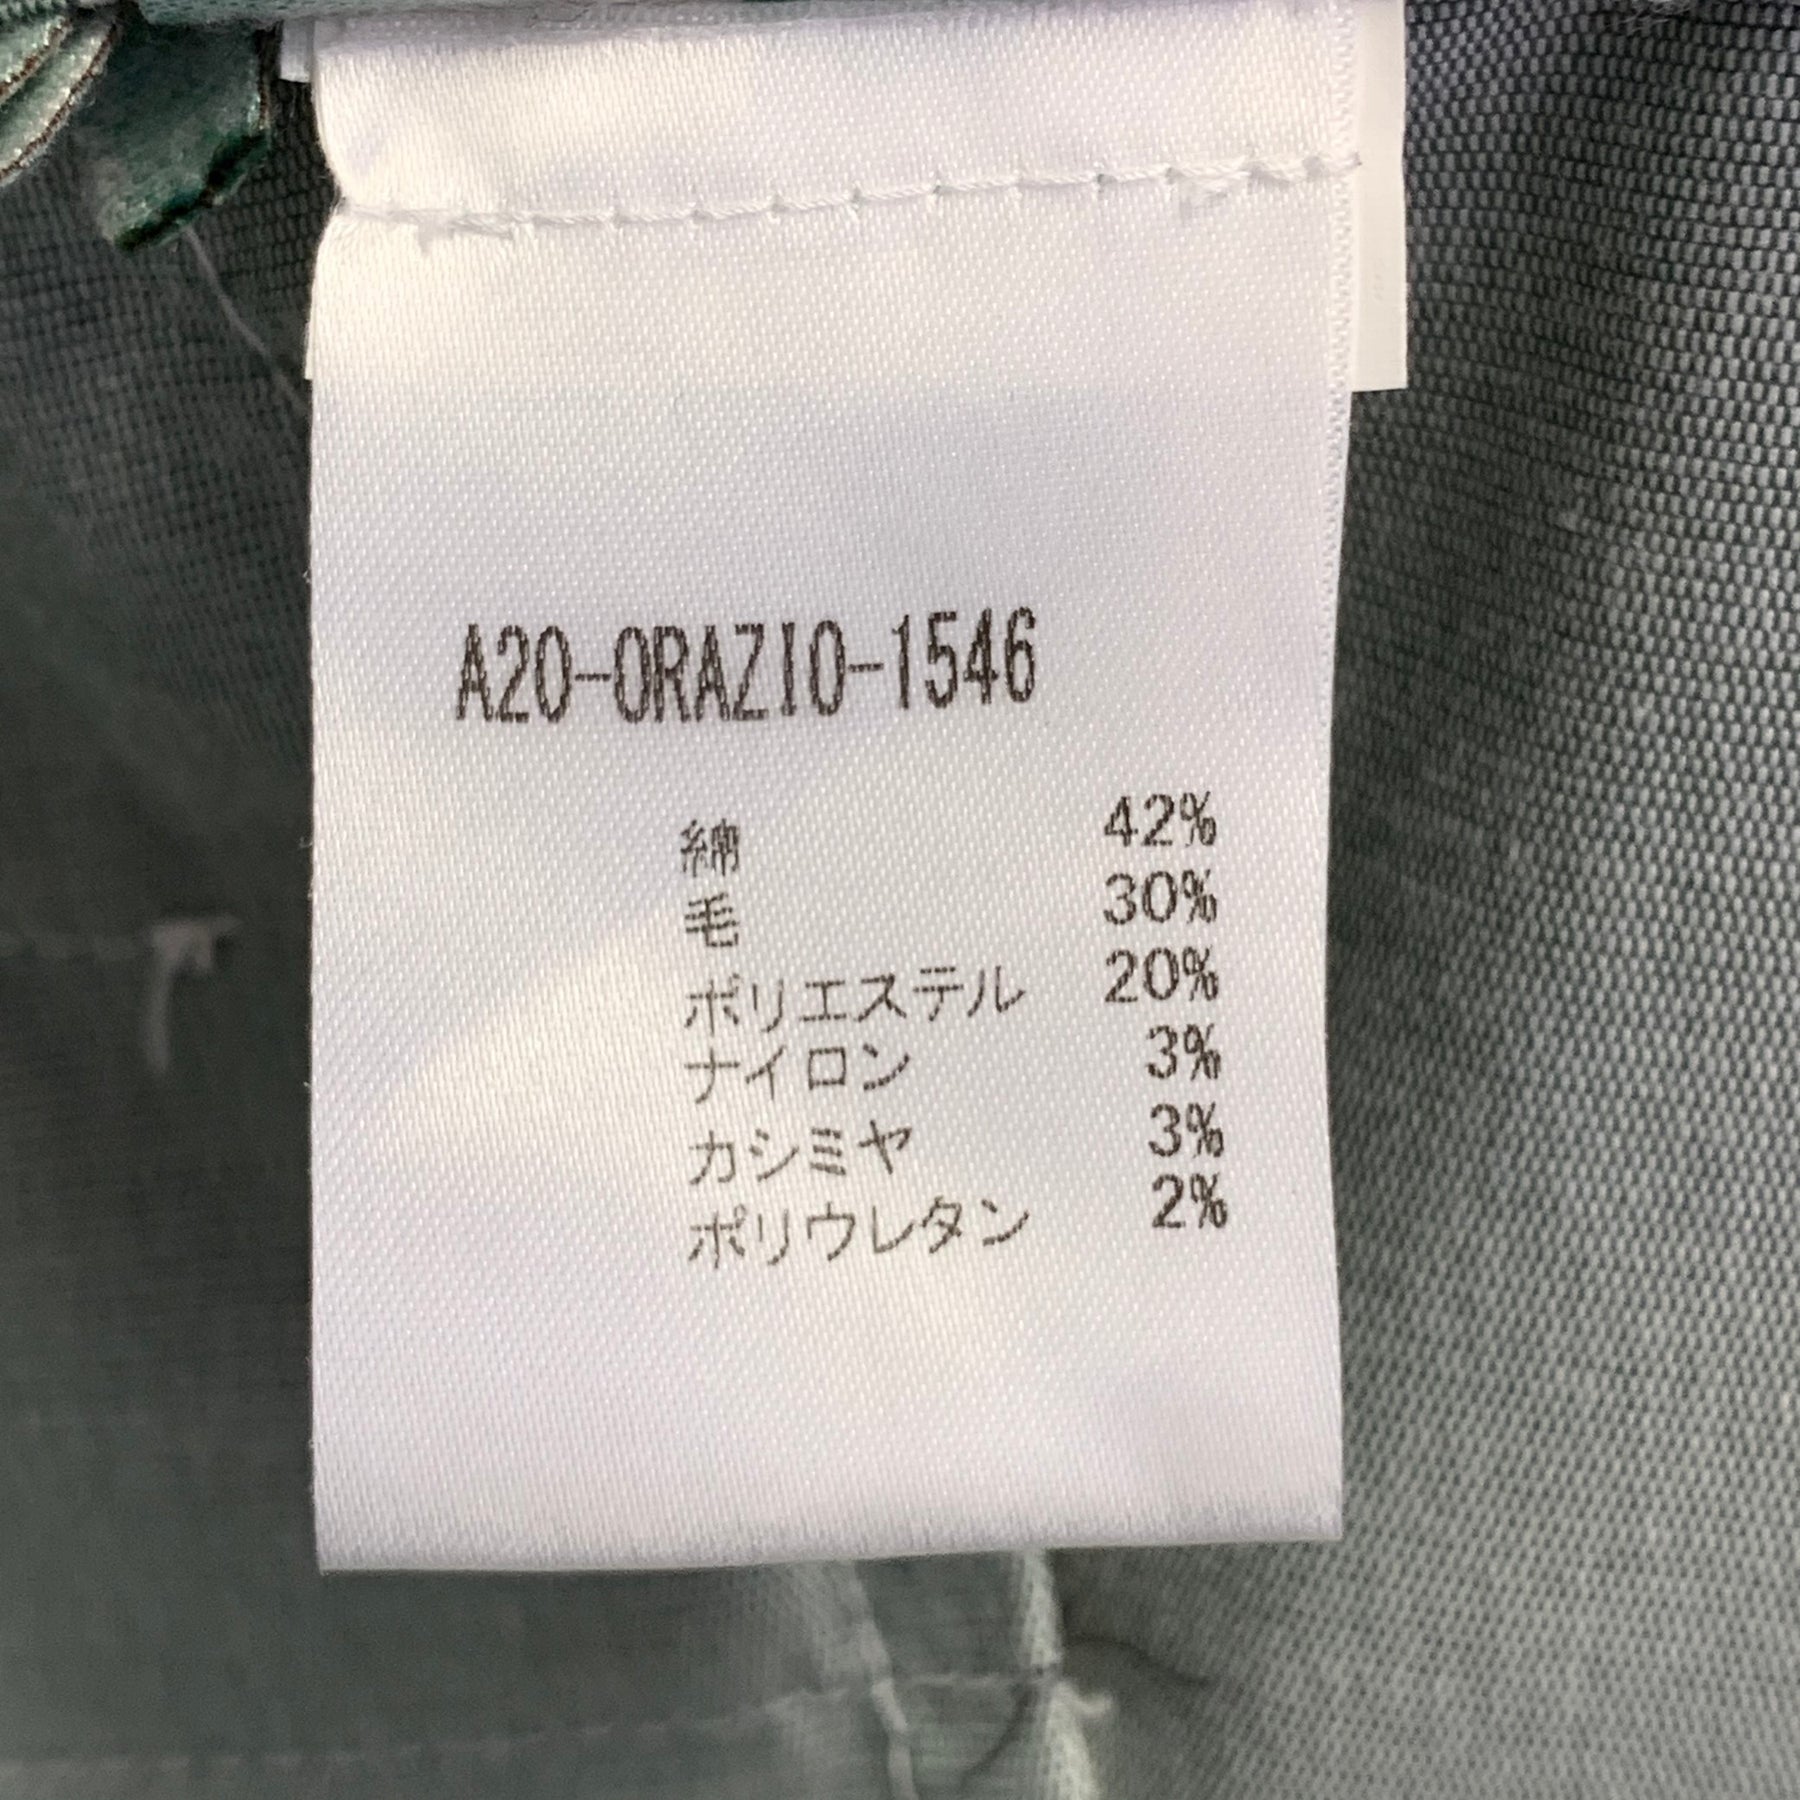 A20-ORAZIO-1546
綿 42%
毛 30%
ポリエステル 20%
ナイロン 3%
カシミヤ 3%
ポリウレタン 2%